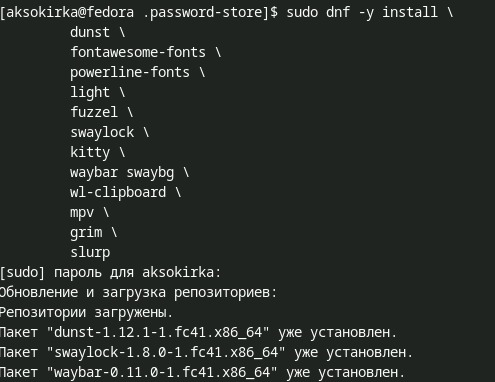 [aksokirka@fedora .password-store]$ sudo dnf -y install \
dunst \
fontawesome-fonts \
powerline-fonts \
light \
fuzzel \
swaylock \
kitty \
waybar swaybg \
wl-clipboard \
mpv \
grim \
slurp
[sudo] пароль для aksokirka:
Обновление и загрузка репозиториев:
Репозитории загружены.
Пакет "dunst-1.12.1-1.fc41.x86_64" уже установлен.
Пакет "swaylock-1.8.0-1.fc41.x86_64" уже установлен.
Пакет "waybar-0.11.0-1.fc41.x86_64" уже установлен.